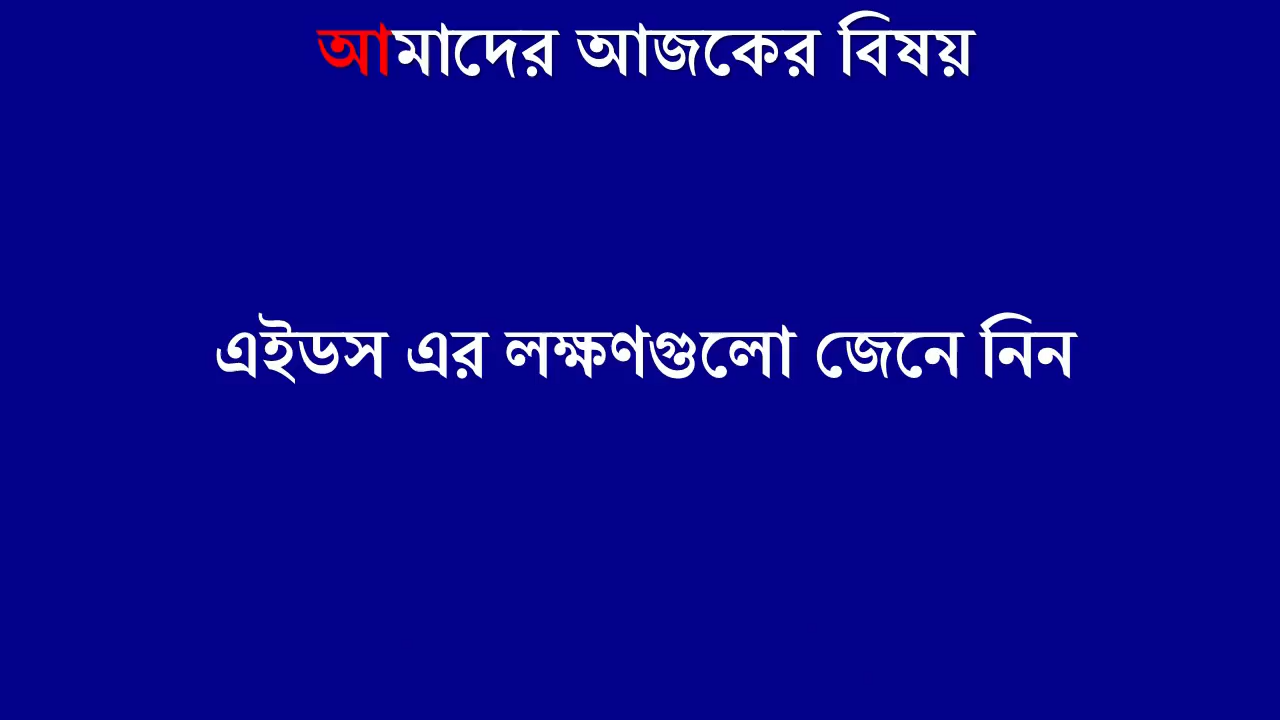 আমাদের আজকের বিষয়
এইডস এর লক্ষণগুলো জেনে নিন